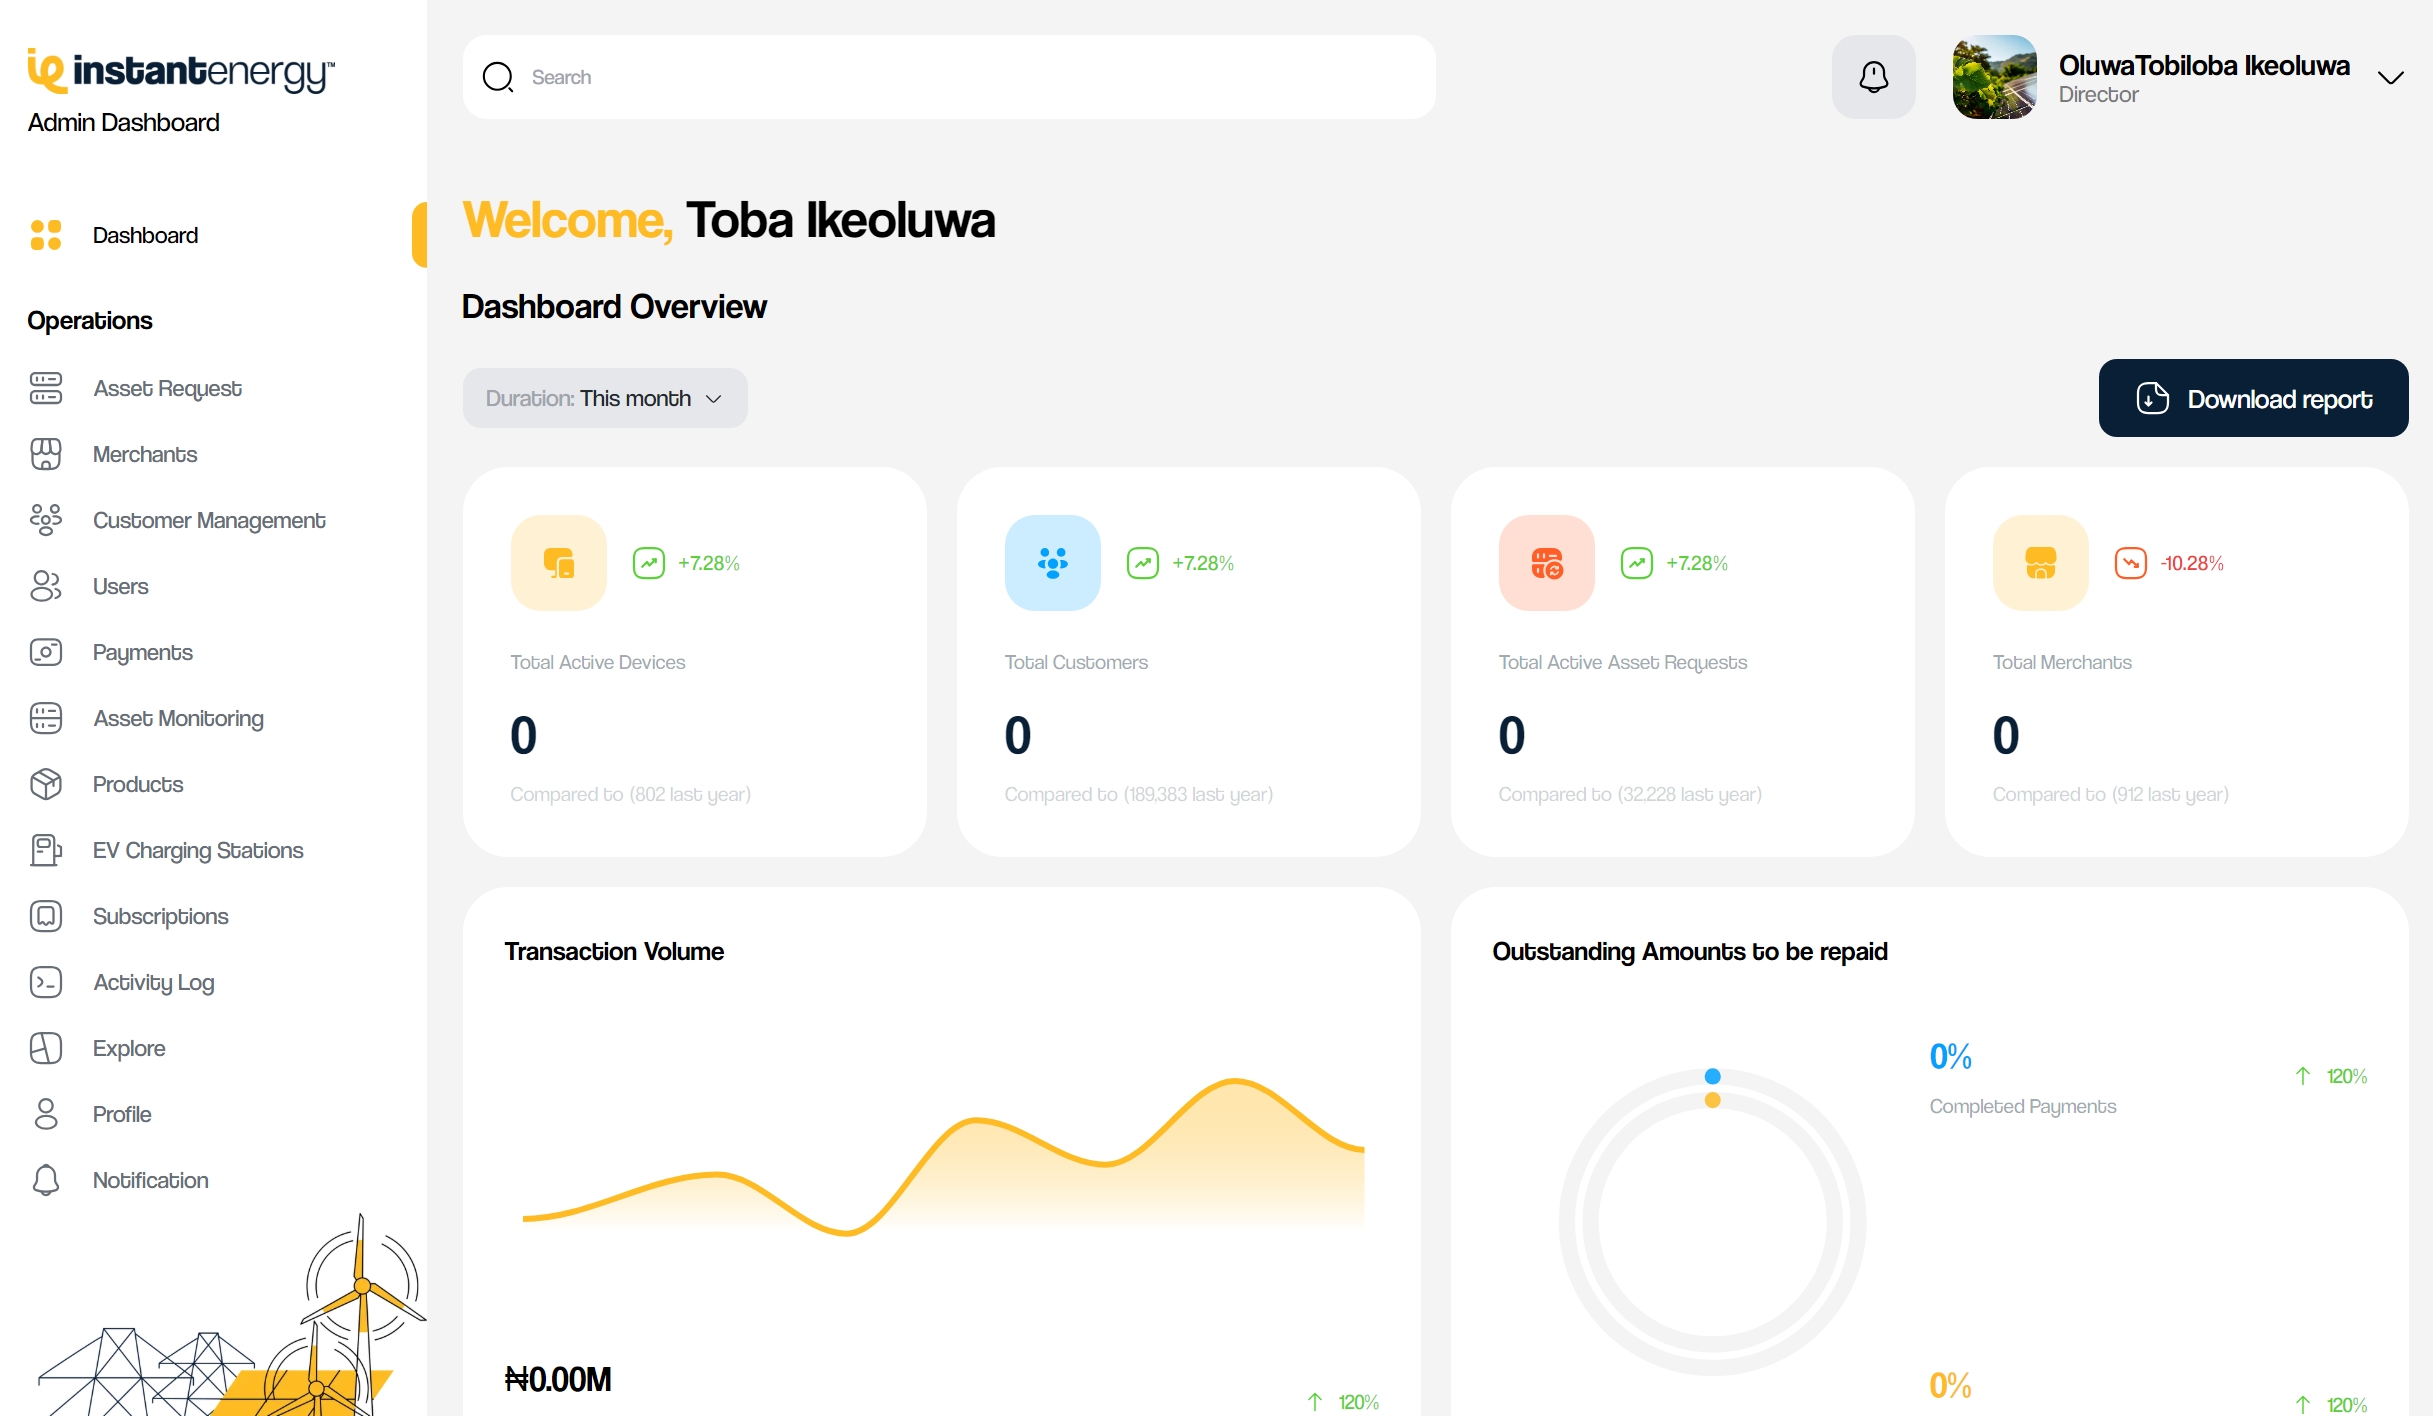 instantenergy™
Admin Dashboard
Dashboard
Operations
Asset Request
Merchants
Customer Management
Users
Payments
Asset Monitoring
Products
EV Charging Stations
Subscriptions
Activity Log
Explore
Profile
Notification
Search
OluwaTobiloba Ikeoluwa
Director
Welcome, Toba Ikeoluwa
Dashboard Overview
Duration: This month
Download report
+7.28%
Total Active Devices
0
Compared to (802 last year)
+7.28%
Total Customers
0
Compared to (189,383 last year)
+7.28%
Total Active Asset Requests
0
Compared to (32,228 last year)
-10.28%
Total Merchants
0
Compared to (912 last year)
Transaction Volume
₦0.00M
120%
Outstanding Amounts to be repaid
0%
Completed Payments
120%
0%
120%